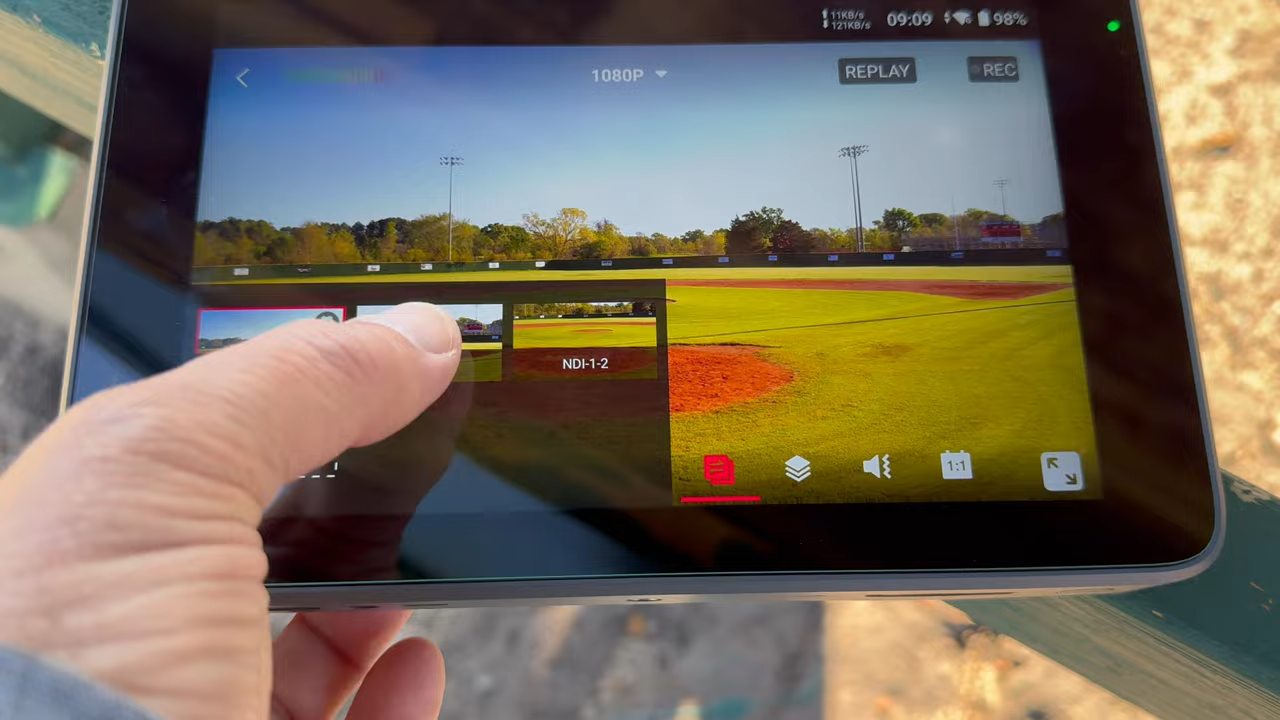 11KB/s
121KB/s
09:09
98%
1080P
REPLAY
REC
NDI-1-2
1:1